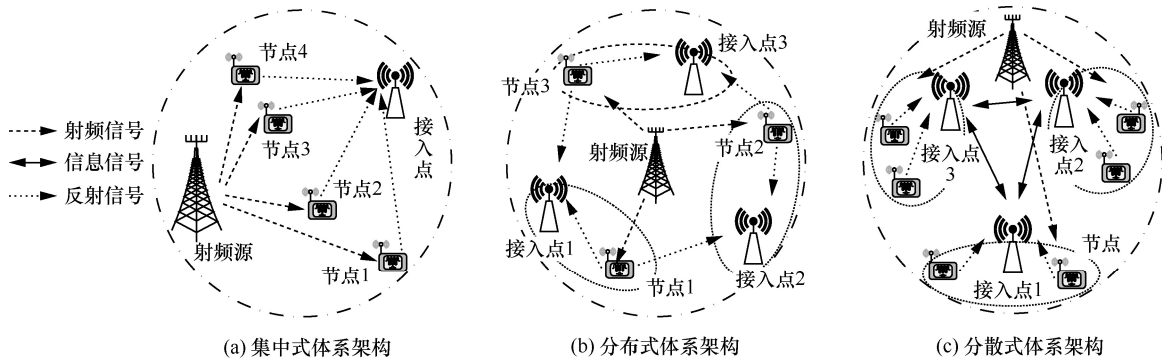 射频信号
信息信号
反射信号
节点4
节点3
接入点
节点2
射频源
节点1
(a) 集中式体系架构
接入点3
节点3
射频源
节点2
接入点1
节点1
接入点2
(b) 分布式体系架构
射频源
接入点
3
接入点
2
节点
接入点1
(c) 分散式体系架构